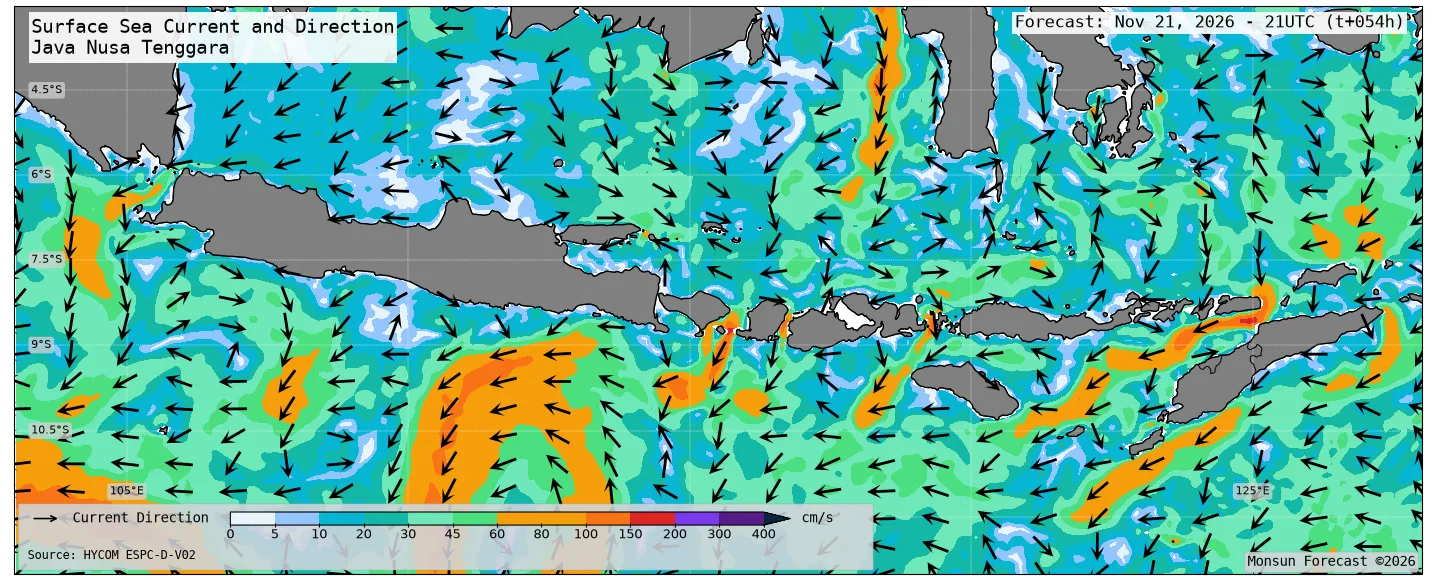 Surface Sea Current and Direction
Java Nusa Tenggara
Forecast: Nov 21, 2026 - 21UTC (t+054h)
4.5°S
6°S
7.5°S
9°S
10.5°S
105°E
125°E
Current Direction
0 5 10 20 30 45 60 80 100 150 200 300 400 cm/s
Source: HYCOM ESPC-D-V02
Monsun Forecast ©2026